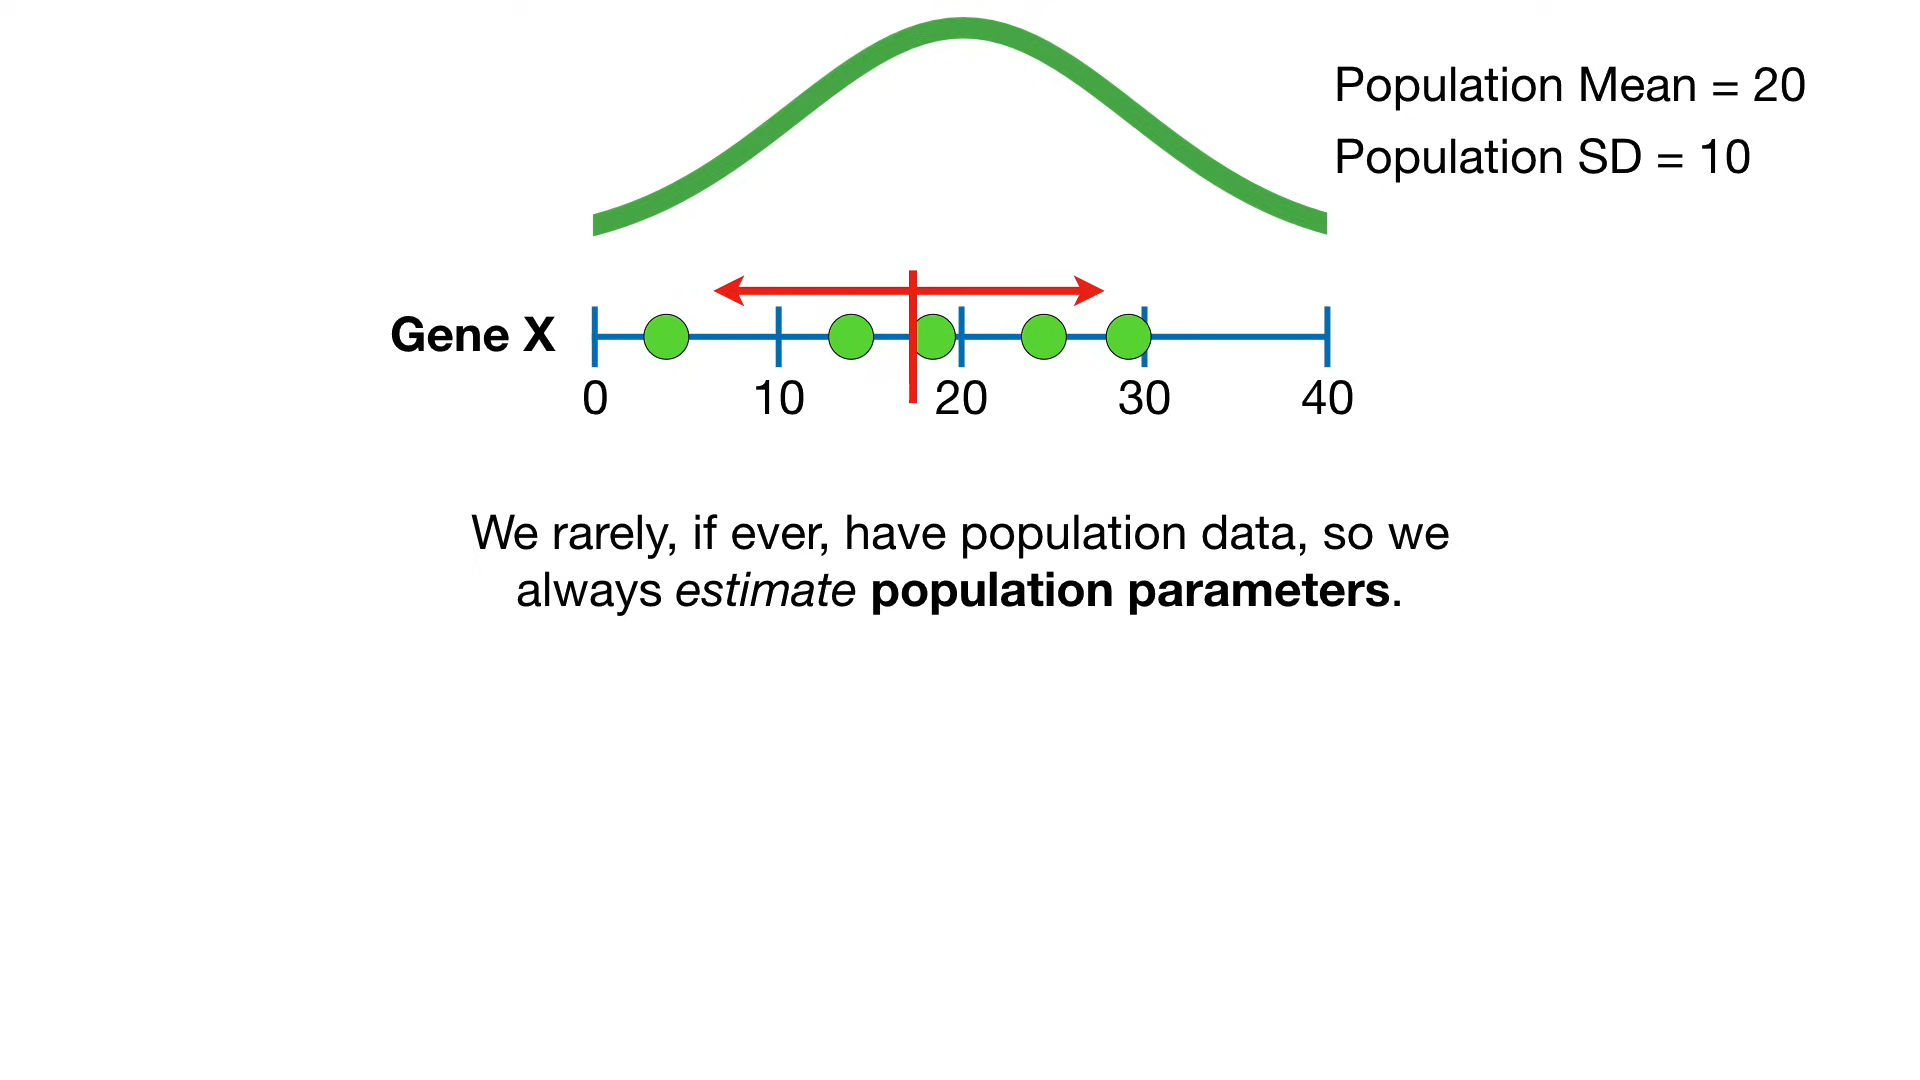 Population Mean = 20
Population SD = 10
Gene X
0 10 20 30 40
We rarely, if ever, have population data, so we
always estimate population parameters.